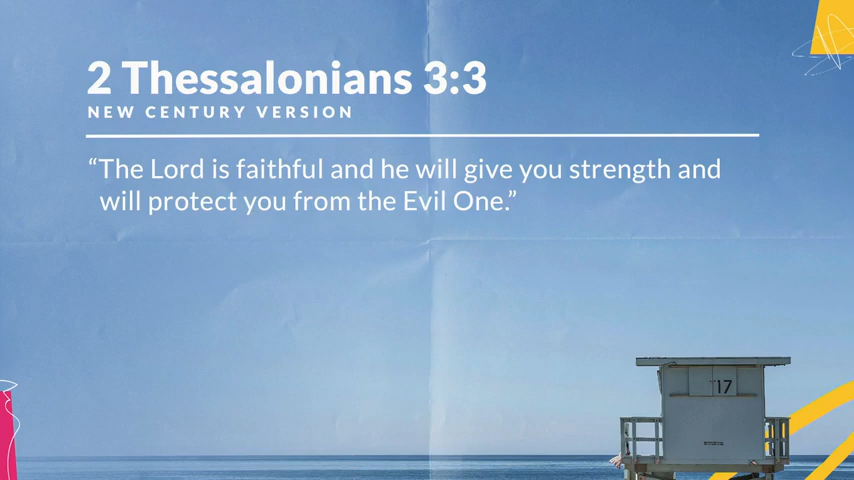 2 Thessalonians 3:3
NEW CENTURY VERSION
“The Lord is faithful and he will give you strength and
will protect you from the Evil One.”
17